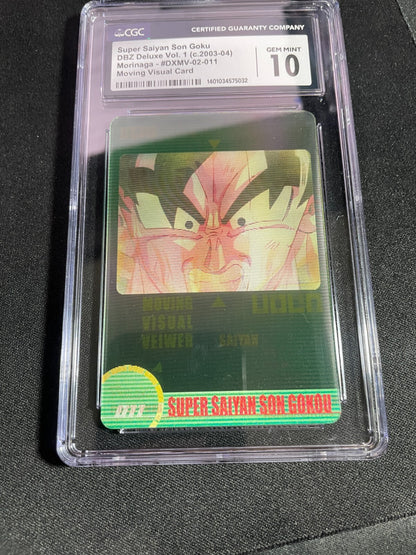 CGC
CERTIFIED GUARANTY COMPANY
Super Saiyan Son Goku
DBZ Deluxe Vol. 1 (c.2003-04)
Morinaga - #DXMV-02-011
Moving Visual Card
GEM MINT
10
1401034575032
MOVING
VISUAL
VEIWER SAIYAN
SUPER SAIYAN SON GOKOU